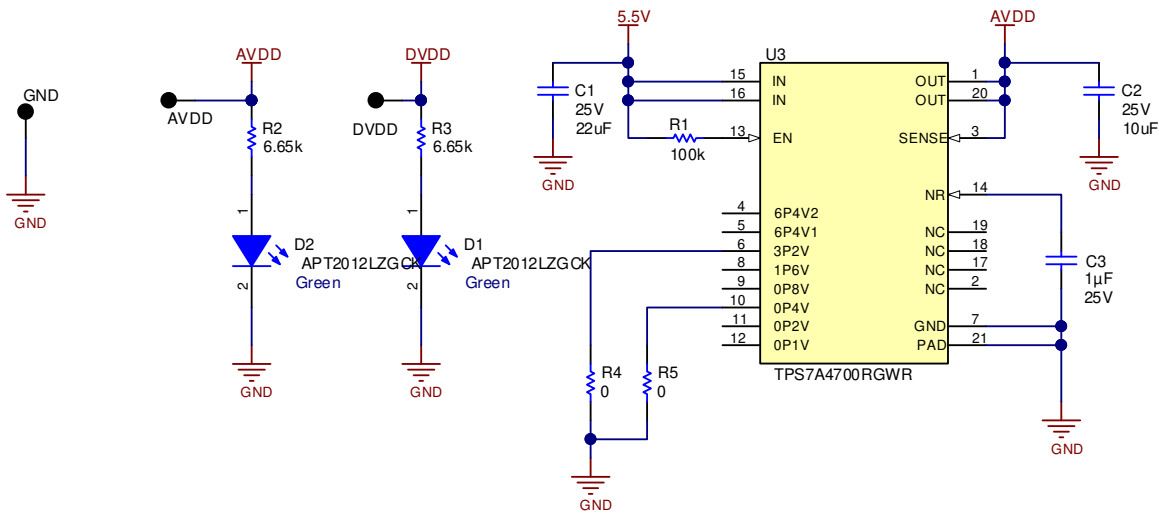 GND
GND
AVDD
AVDD
R2
6.65k
1
D2
APT2012LZGCK
Green
2
GND
DVDD
DVDD
R3
6.65k
1
D1
APT2012LZGCK
Green
2
GND
5.5V
C1
25V
22uF
GND
R1
100k
U3
15 IN
16 IN
13 EN
4 6P4V2
5 6P4V1
6 3P2V
8 1P6V
9 0P8V
10 0P4V
11 0P2V
12 0P1V
OUT 1
OUT 20
SENSE 3
NR 14
NC 19
NC 18
NC 17
NC 2
GND 7
PAD 21
TPS7A4700RGWR
R4
0
R5
0
GND
AVDD
C2
25V
10uF
GND
C3
1µF
25V
GND